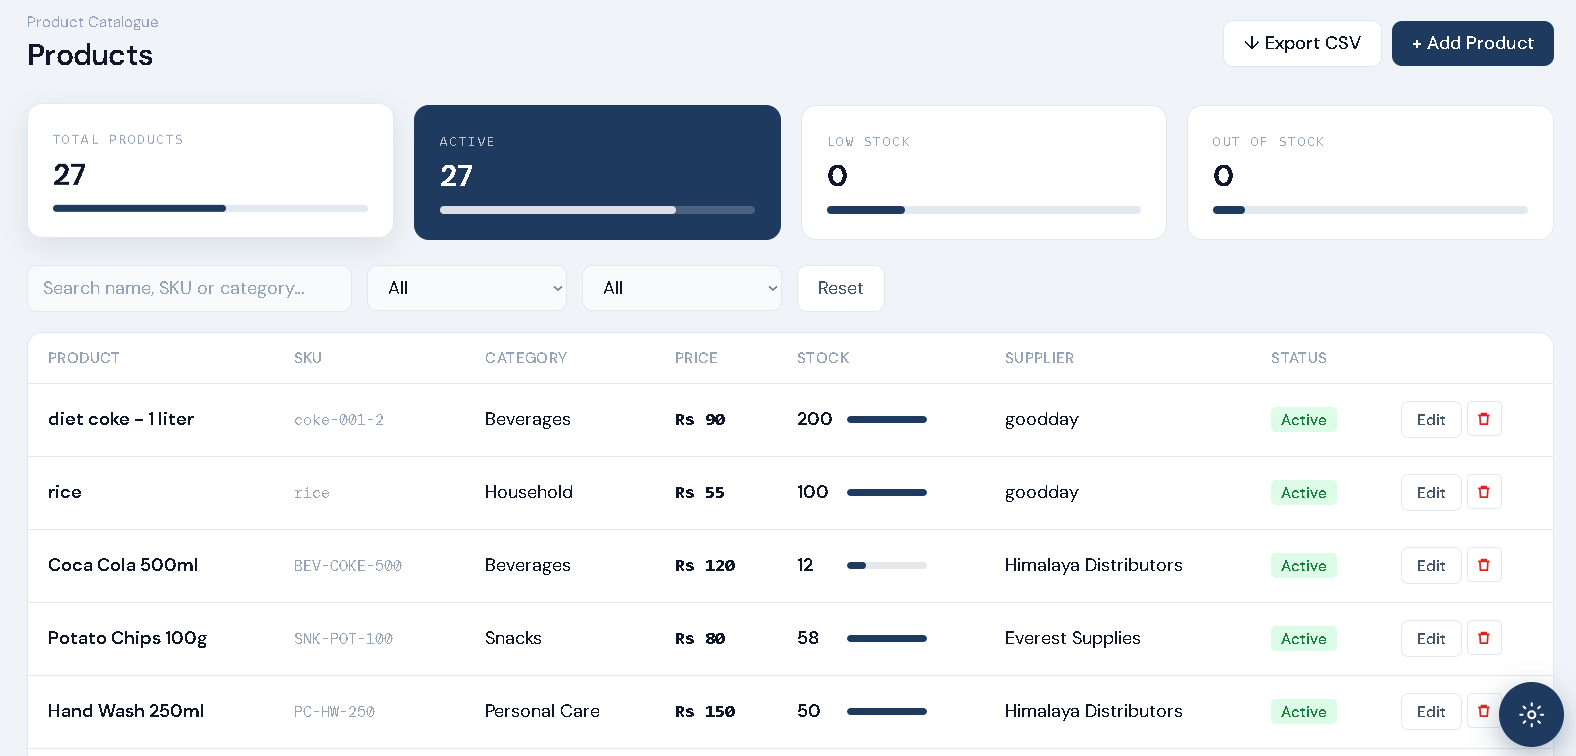 Product Catalogue
Products
↓ Export CSV
+ Add Product
TOTAL PRODUCTS
27
ACTIVE
27
LOW STOCK
0
OUT OF STOCK
0
Search name, SKU or category...
All
All
Reset
PRODUCT SKU CATEGORY PRICE STOCK SUPPLIER STATUS
diet coke - 1 liter coke-001-2 Beverages Rs 90 200 goodday Active Edit
rice rice Household Rs 55 100 goodday Active Edit
Coca Cola 500ml BEV-COKE-500 Beverages Rs 120 12 Himalaya Distributors Active Edit
Potato Chips 100g SNK-POT-100 Snacks Rs 80 58 Everest Supplies Active Edit
Hand Wash 250ml PC-HW-250 Personal Care Rs 150 50 Himalaya Distributors Active Edit